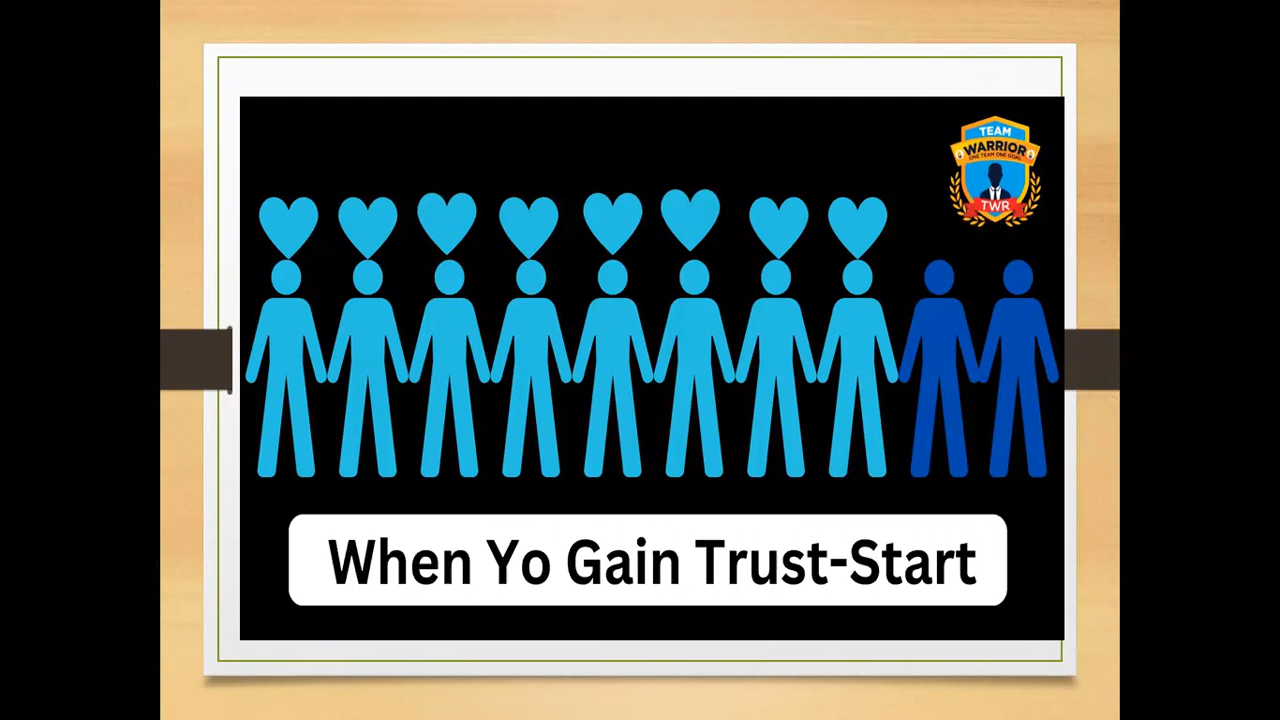 TEAM
WARRIOR
ONE TEAM ONE GOAL
TWR
When Yo Gain Trust-Start